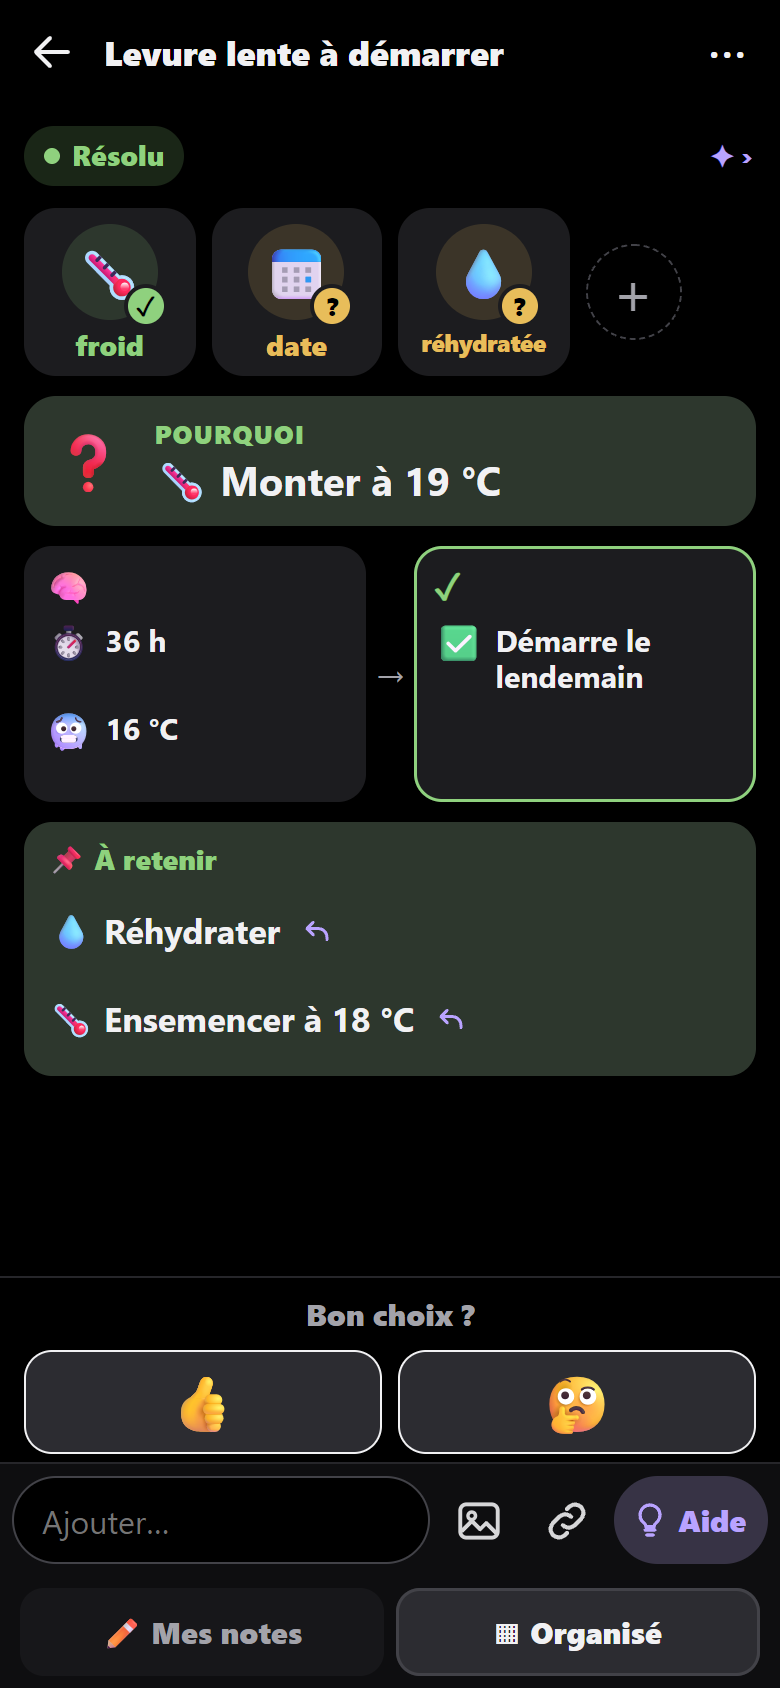 Levure lente à démarrer
Résolu
froid
date
réhydratée
POURQUOI
Monter à 19 °C
36 h
16 °C
Démarre le
lendemain
À retenir
Réhydrater
Ensemencer à 18 °C
Bon choix ?
Ajouter...
Aide
Mes notes
Organisé